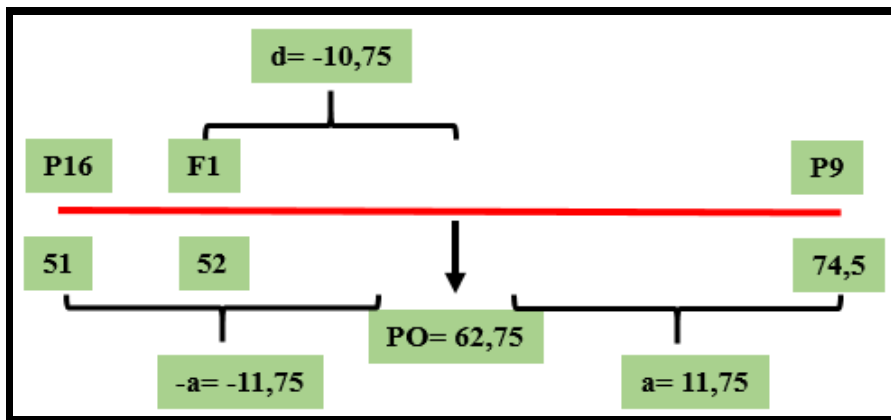 d= -10,75
P16
F1
P9
51
52
74,5
PO= 62,75
-a= -11,75
a= 11,75